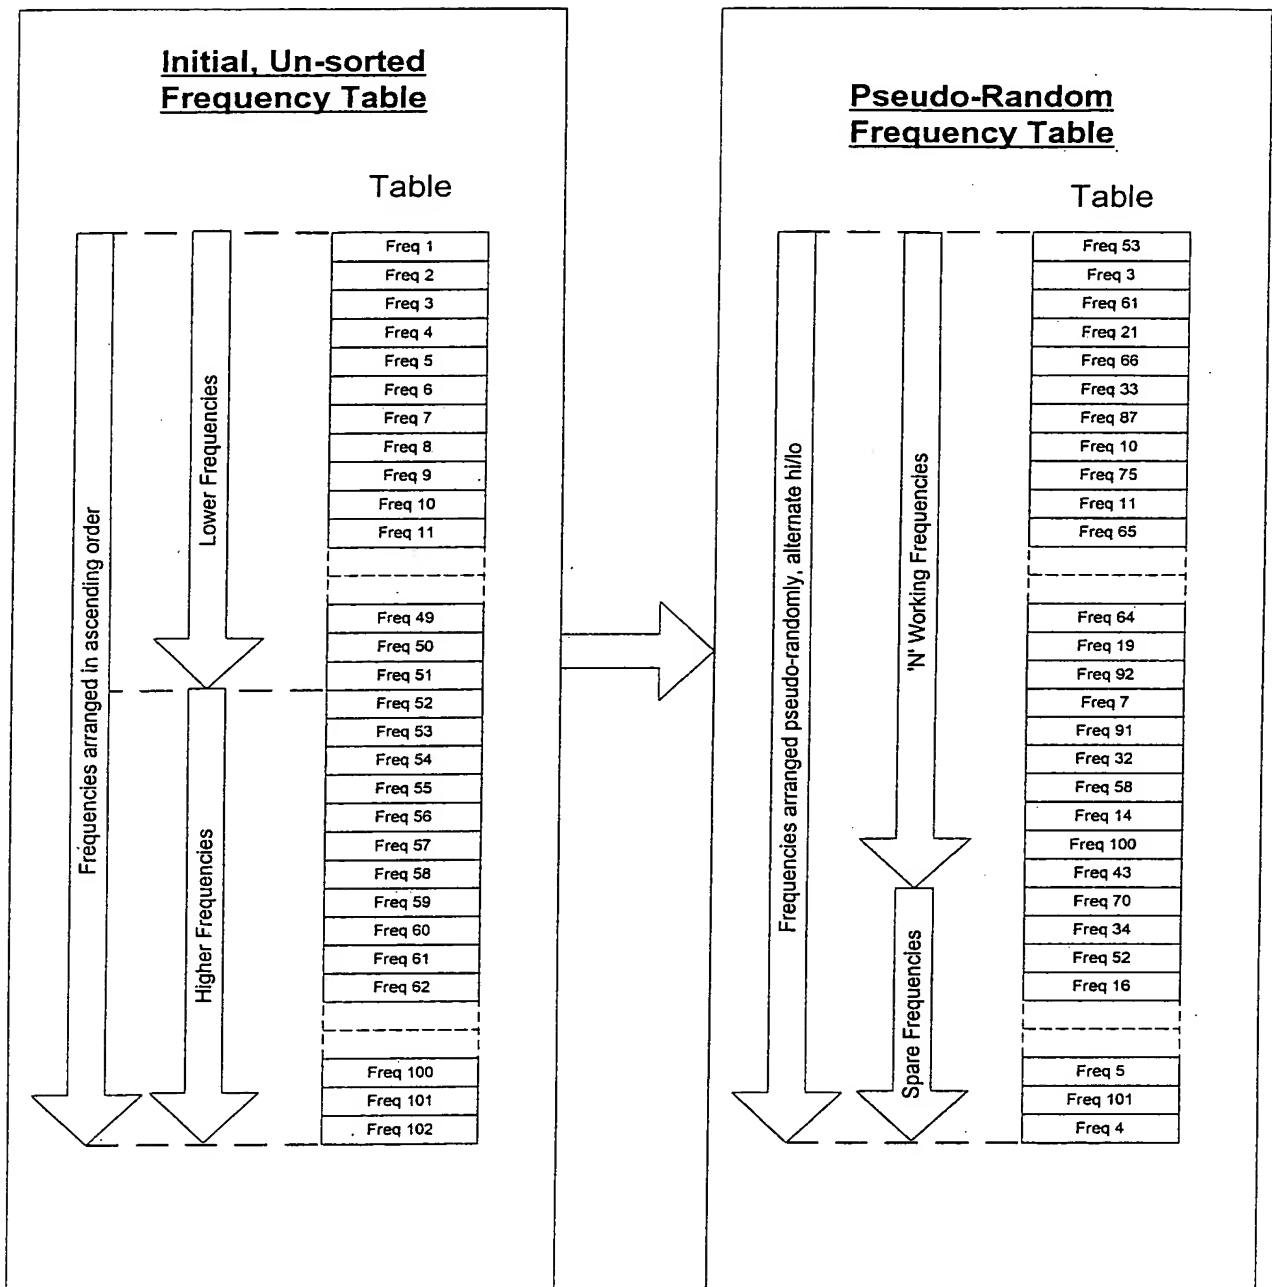 Initial, Un-sorted
Frequency Table
Table
Frequencies arranged in ascending order
Lower Frequencies
Higher Frequencies
Freq 1
Freq 2
Freq 3
Freq 4
Freq 5
Freq 6
Freq 7
Freq 8
Freq 9
Freq 10
Freq 11
Freq 49
Freq 50
Freq 51
Freq 52
Freq 53
Freq 54
Freq 55
Freq 56
Freq 57
Freq 58
Freq 59
Freq 60
Freq 61
Freq 62
Freq 100
Freq 101
Freq 102
Pseudo-Random
Frequency Table
Table
Frequencies arranged pseudo-randomly, alternate hi/lo
'N' Working Frequencies
Spare Frequencies
Freq 53
Freq 3
Freq 61
Freq 21
Freq 66
Freq 33
Freq 87
Freq 10
Freq 75
Freq 11
Freq 65
Freq 64
Freq 19
Freq 92
Freq 7
Freq 91
Freq 32
Freq 58
Freq 14
Freq 100
Freq 43
Freq 70
Freq 34
Freq 52
Freq 16
Freq 5
Freq 101
Freq 4